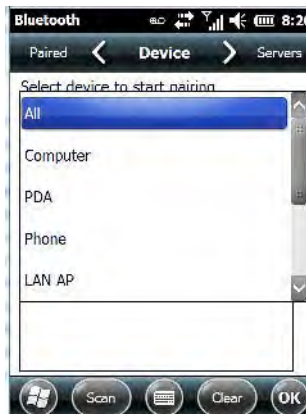 Bluetooth 8:26
Paired Device Servers
Select device to start pairing
All
Computer
PDA
Phone
LAN AP
Scan Clear OK